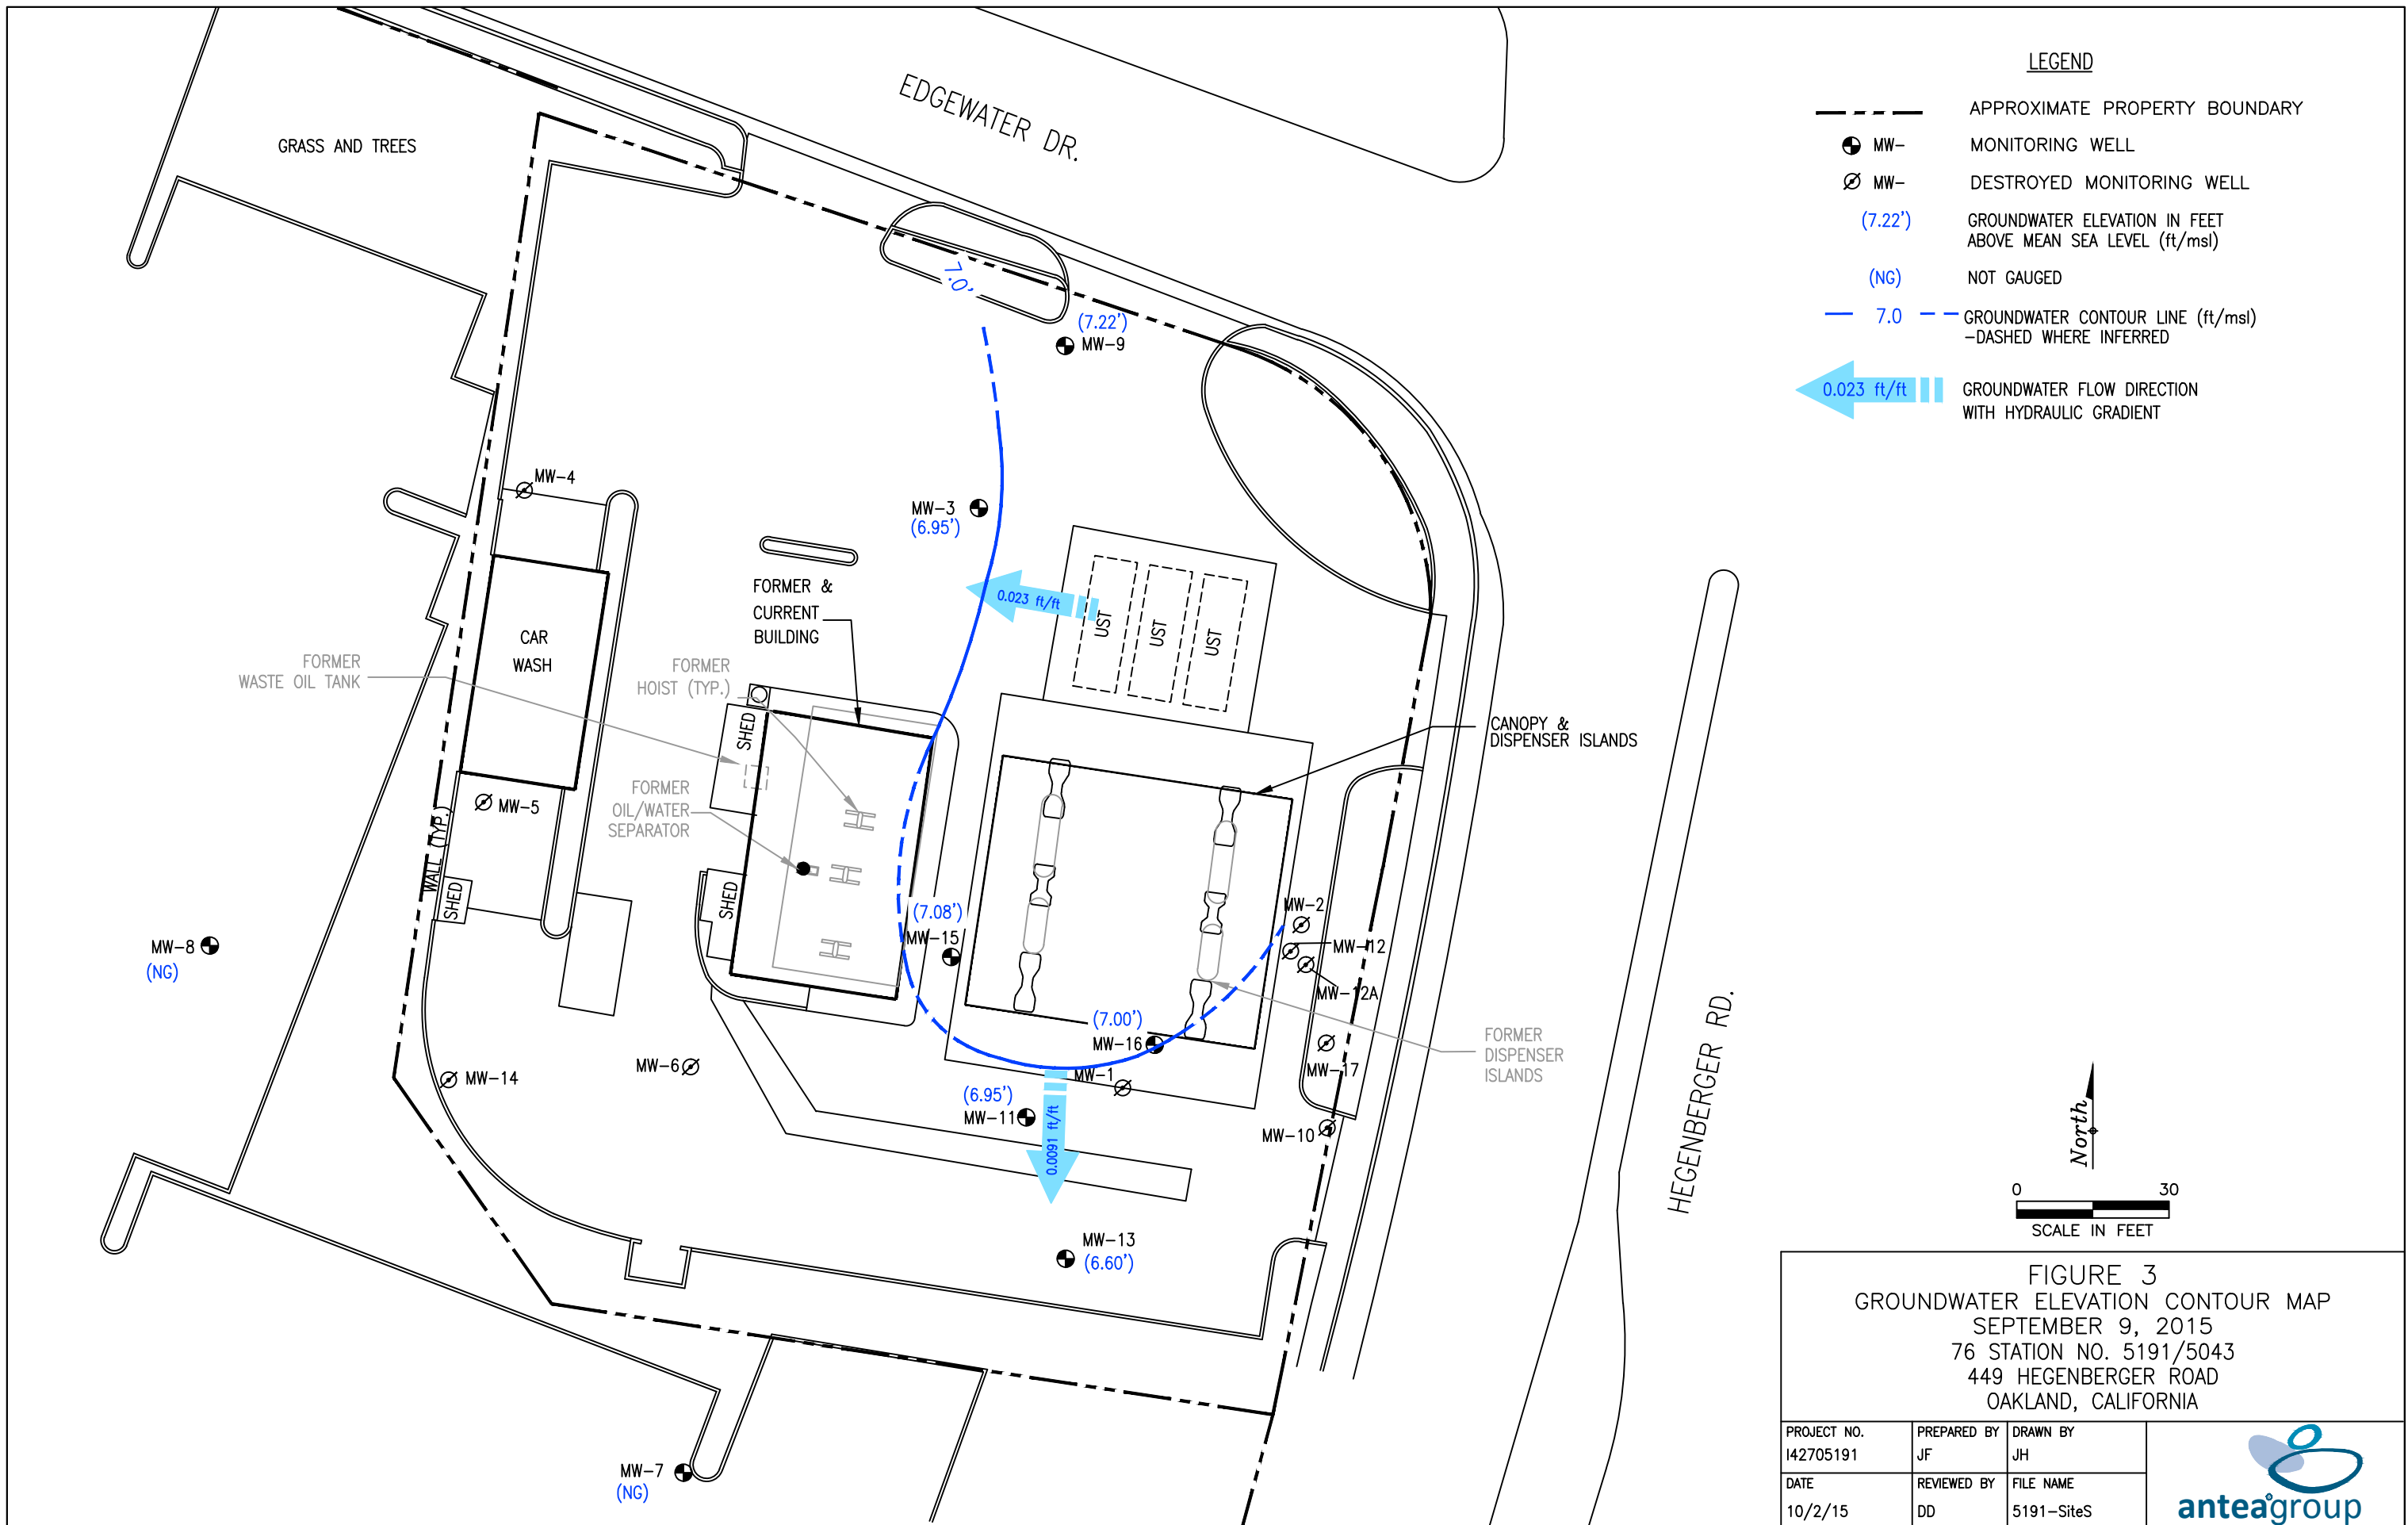 EDGEWATER DR.
GRASS AND TREES
7.0'
(7.22')
MW-9
MW-4
MW-3
(6.95')
0.023 ft/ft
UST
UST
UST
FORMER &
CURRENT
BUILDING
CAR
WASH
FORMER
WASTE OIL TANK
FORMER
HOIST (TYP.)
SHED
CANOPY &
DISPENSER ISLANDS
FORMER
OIL/WATER
SEPARATOR
MW-5
WALL (TYP.)
SHED
SHED
(7.08')
MW-15
MW-2
MW-12
MW-12A
MW-8
(NG)
(7.00')
MW-16
MW-1
MW-17
FORMER
DISPENSER
ISLANDS
MW-6
MW-14
(6.95')
MW-11
0.0091 ft/ft
MW-10
HEGENBERGER RD.
MW-13
(6.60')
MW-7
(NG)
LEGEND
APPROXIMATE PROPERTY BOUNDARY
MW- MONITORING WELL
MW- DESTROYED MONITORING WELL
(7.22') GROUNDWATER ELEVATION IN FEET
ABOVE MEAN SEA LEVEL (ft/msl)
(NG) NOT GAUGED
7.0 GROUNDWATER CONTOUR LINE (ft/msl)
-DASHED WHERE INFERRED
0.023 ft/ft GROUNDWATER FLOW DIRECTION
WITH HYDRAULIC GRADIENT
North
0 30
SCALE IN FEET
FIGURE 3
GROUNDWATER ELEVATION CONTOUR MAP
SEPTEMBER 9, 2015
76 STATION NO. 5191/5043
449 HEGENBERGER ROAD
OAKLAND, CALIFORNIA
PROJECT NO. PREPARED BY DRAWN BY
I42705191 JF JH
DATE REVIEWED BY FILE NAME
10/2/15 DD 5191-SiteS
anteagroup